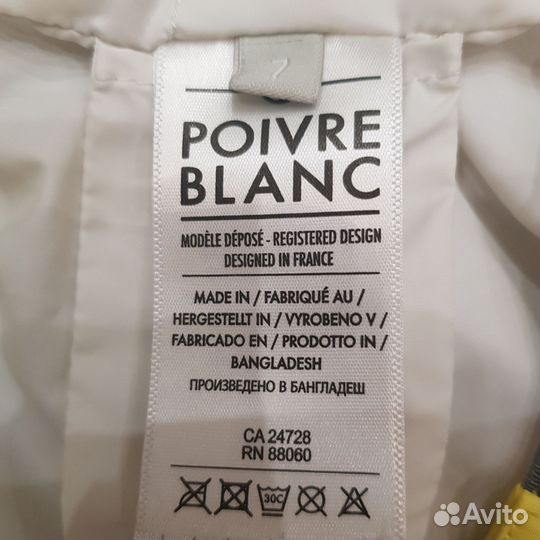 7
POIVRE
BLANC
MODÈLE DÉPOSÉ - REGISTERED DESIGN
DESIGNED IN FRANCE
MADE IN / FABRIQUÉ AU /
HERGESTELLT IN / VYROBENO V /
FABRICADO EN / PRODOTTO IN /
BANGLADESH
ПРОИЗВЕДЕНО В БАНГЛАДЕШ
CA 24728
RN 88060
30C
Avito